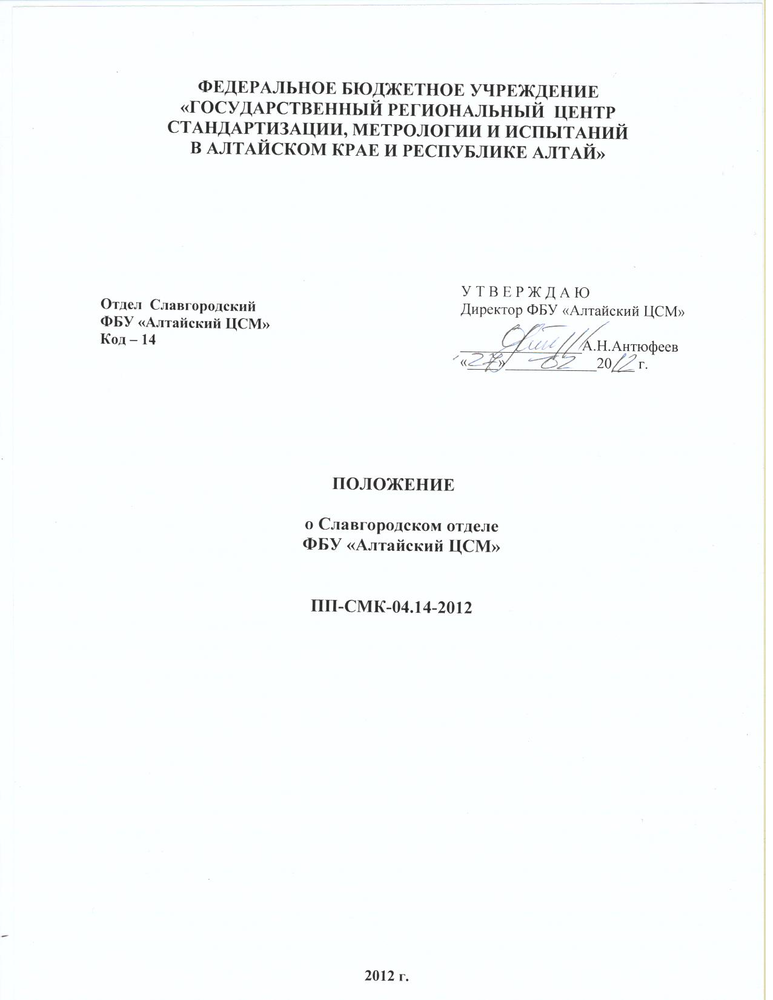 ФЕДЕРАЛЬНОЕ БЮДЖЕТНОЕ УЧРЕЖДЕНИЕ
«ГОСУДАРСТВЕННЫЙ РЕГИОНАЛЬНЫЙ ЦЕНТР
СТАНДАРТИЗАЦИИ, МЕТРОЛОГИИ И ИСПЫТАНИЙ
В АЛТАЙСКОМ КРАЕ И РЕСПУБЛИКЕ АЛТАЙ»
Отдел Славгородский
ФБУ «Алтайский ЦСМ»
Код – 14
У Т В Е Р Ж Д А Ю
Директор ФБУ «Алтайский ЦСМ»
А.Н.Антюфеев
«27» 02 2012 г.
ПОЛОЖЕНИЕ
о Славгородском отделе
ФБУ «Алтайский ЦСМ»
ПП-СМК-04.14-2012
2012 г.